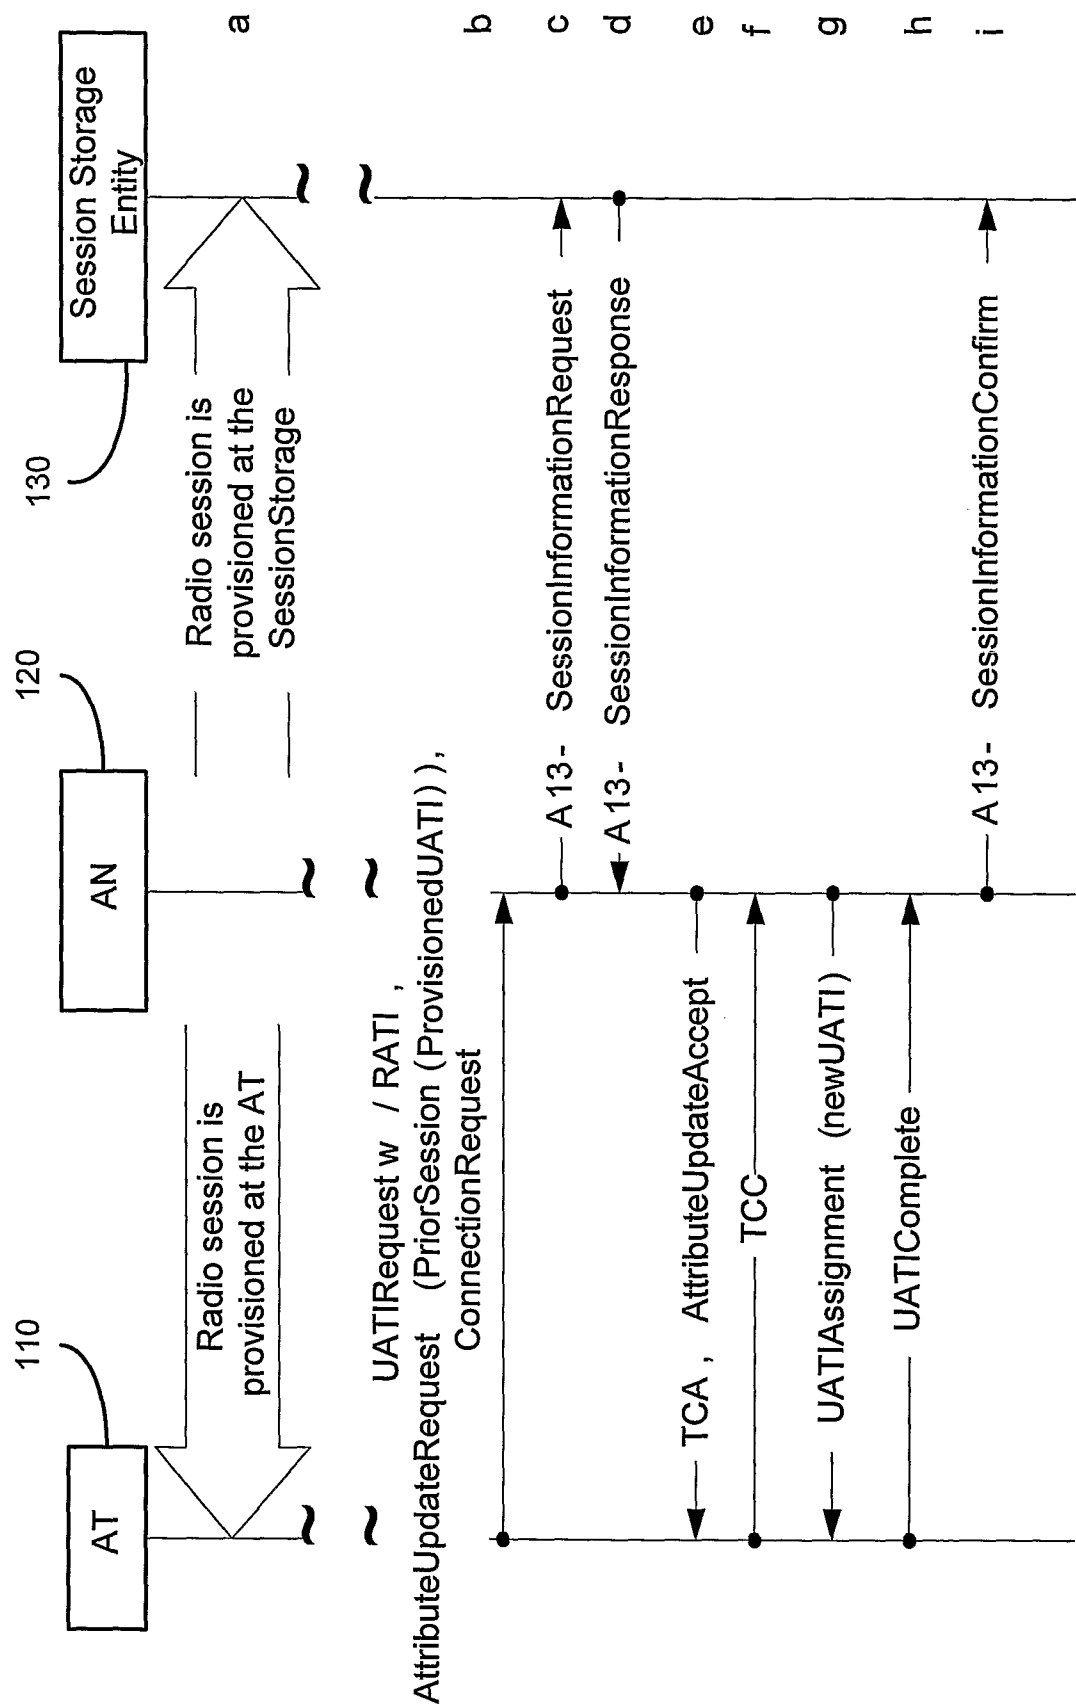 110
120
130
AT
AN
Session Storage
Entity
Radio session is
provisioned at the AT
Radio session is
provisioned at the
SessionStorage
a
UATIRequest w / RATI ,
AttributeUpdateRequest (PriorSession (ProvisionedUATI)),
ConnectionRequest
b
A13- SessionInformationRequest
c
A13- SessionInformationResponse
d
TCA , AttributeUpdateAccept
e
TCC
f
UATIAssignment (newUATI)
g
UATIComplete
h
A13- SessionInformationConfirm
i